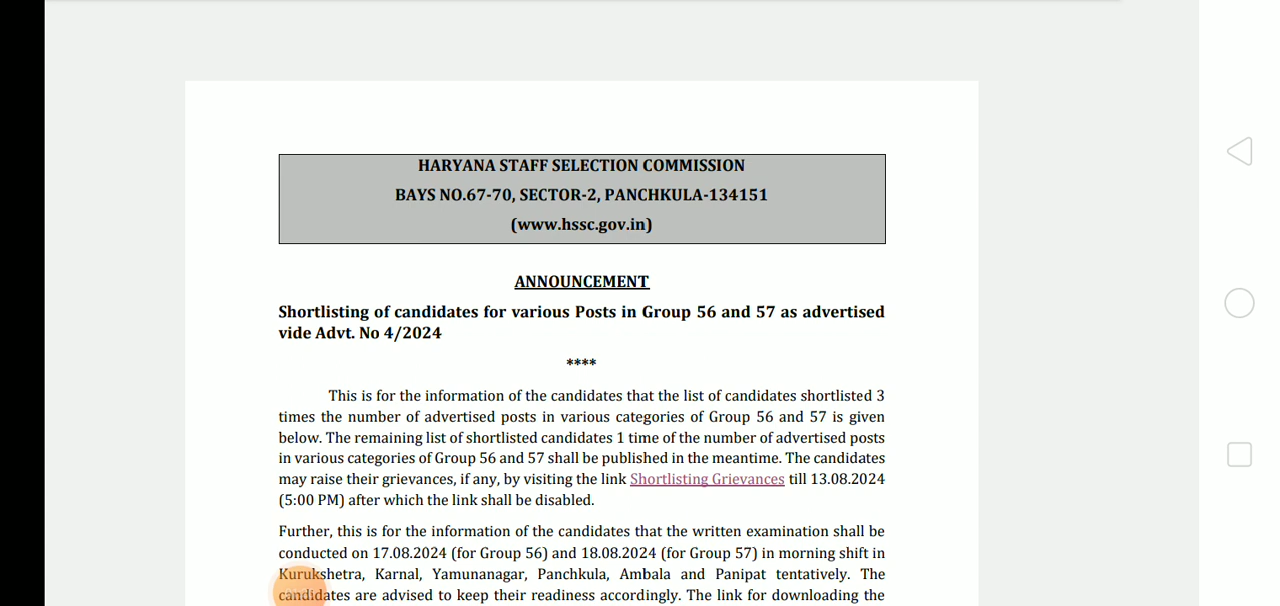 HARYANA STAFF SELECTION COMMISSION
BAYS NO.67-70, SECTOR-2, PANCHKULA-134151
(www.hssc.gov.in)
ANNOUNCEMENT
Shortlisting of candidates for various Posts in Group 56 and 57 as advertised
vide Advt. No 4/2024
****
This is for the information of the candidates that the list of candidates shortlisted 3
times the number of advertised posts in various categories of Group 56 and 57 is given
below. The remaining list of shortlisted candidates 1 time of the number of advertised posts
in various categories of Group 56 and 57 shall be published in the meantime. The candidates
may raise their grievances, if any, by visiting the link Shortlisting Grievances till 13.08.2024
(5:00 PM) after which the link shall be disabled.
Further, this is for the information of the candidates that the written examination shall be
conducted on 17.08.2024 (for Group 56) and 18.08.2024 (for Group 57) in morning shift in
Kurukshetra, Karnal, Yamunanagar, Panchkula, Ambala and Panipat tentatively. The
candidates are advised to keep their readiness accordingly. The link for downloading the